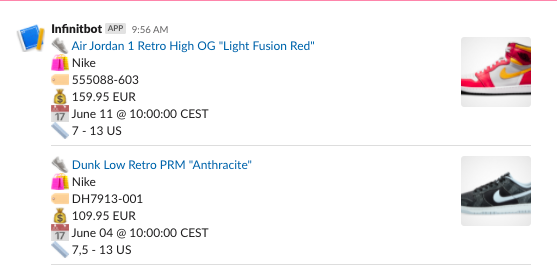 Infinitbot APP 9:56 AM
Air Jordan 1 Retro High OG "Light Fusion Red"
Nike
555088-603
159.95 EUR
June 11 @ 10:00:00 CEST
7 - 13 US
Dunk Low Retro PRM "Anthracite"
Nike
DH7913-001
109.95 EUR
June 04 @ 10:00:00 CEST
7,5 - 13 US